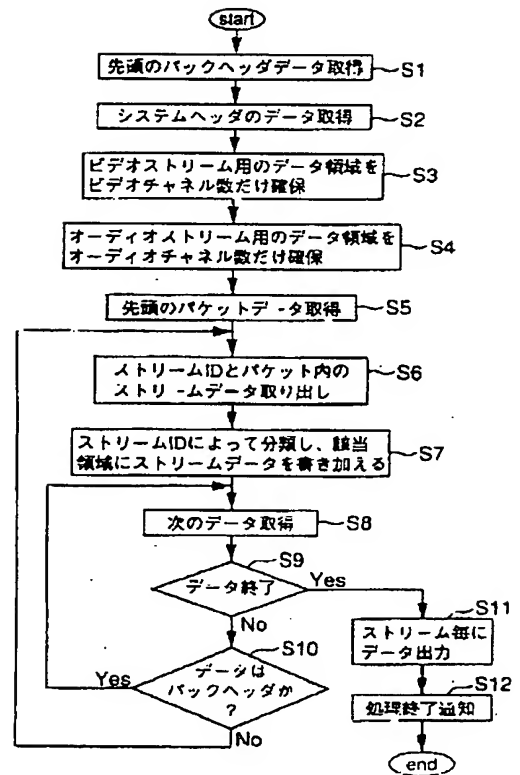 start
先頭のパックヘッダデータ取得
S1
システムヘッダのデータ取得
S2
ビデオストリーム用のデータ領域を
ビデオチャネル数だけ確保
S3
オーディオストリーム用のデータ領域を
オーディオチャネル数だけ確保
S4
先頭のパケットデータ取得
S5
ストリームIDとパケット内の
ストリームデータ取り出し
S6
ストリームIDによって分類し、該当
領域にストリームデータを書き加える
S7
次のデータ取得
S8
S9
データ終了
Yes
No
S10
データは
パックヘッダか
?
Yes
No
S11
ストリーム毎に
データ出力
S12
処理終了通知
end